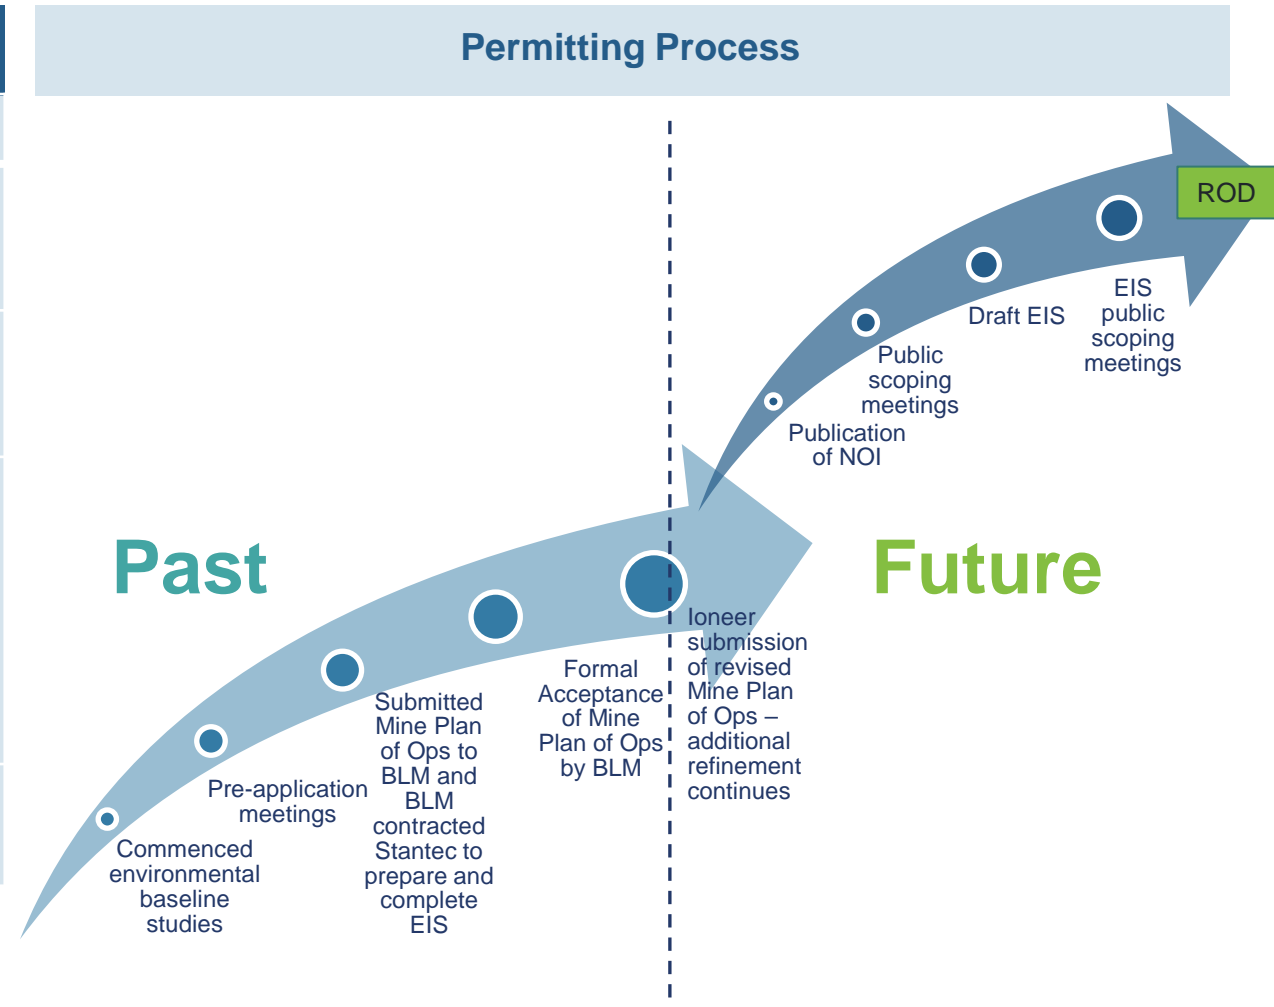 Permitting Process
Past
Commenced
environmental
baseline
studies
Pre-application
meetings
Submitted
Mine Plan
of Ops to
BLM and
BLM
contracted
Stantec to
prepare and
complete
EIS
Formal
Acceptance
of Mine
Plan of Ops
by BLM
Ioneer
submission
of revised
Mine Plan
of Ops –
additional
refinement
continues
Future
Publication
of NOI
Public
scoping
meetings
Draft EIS
EIS
public
scoping
meetings
ROD